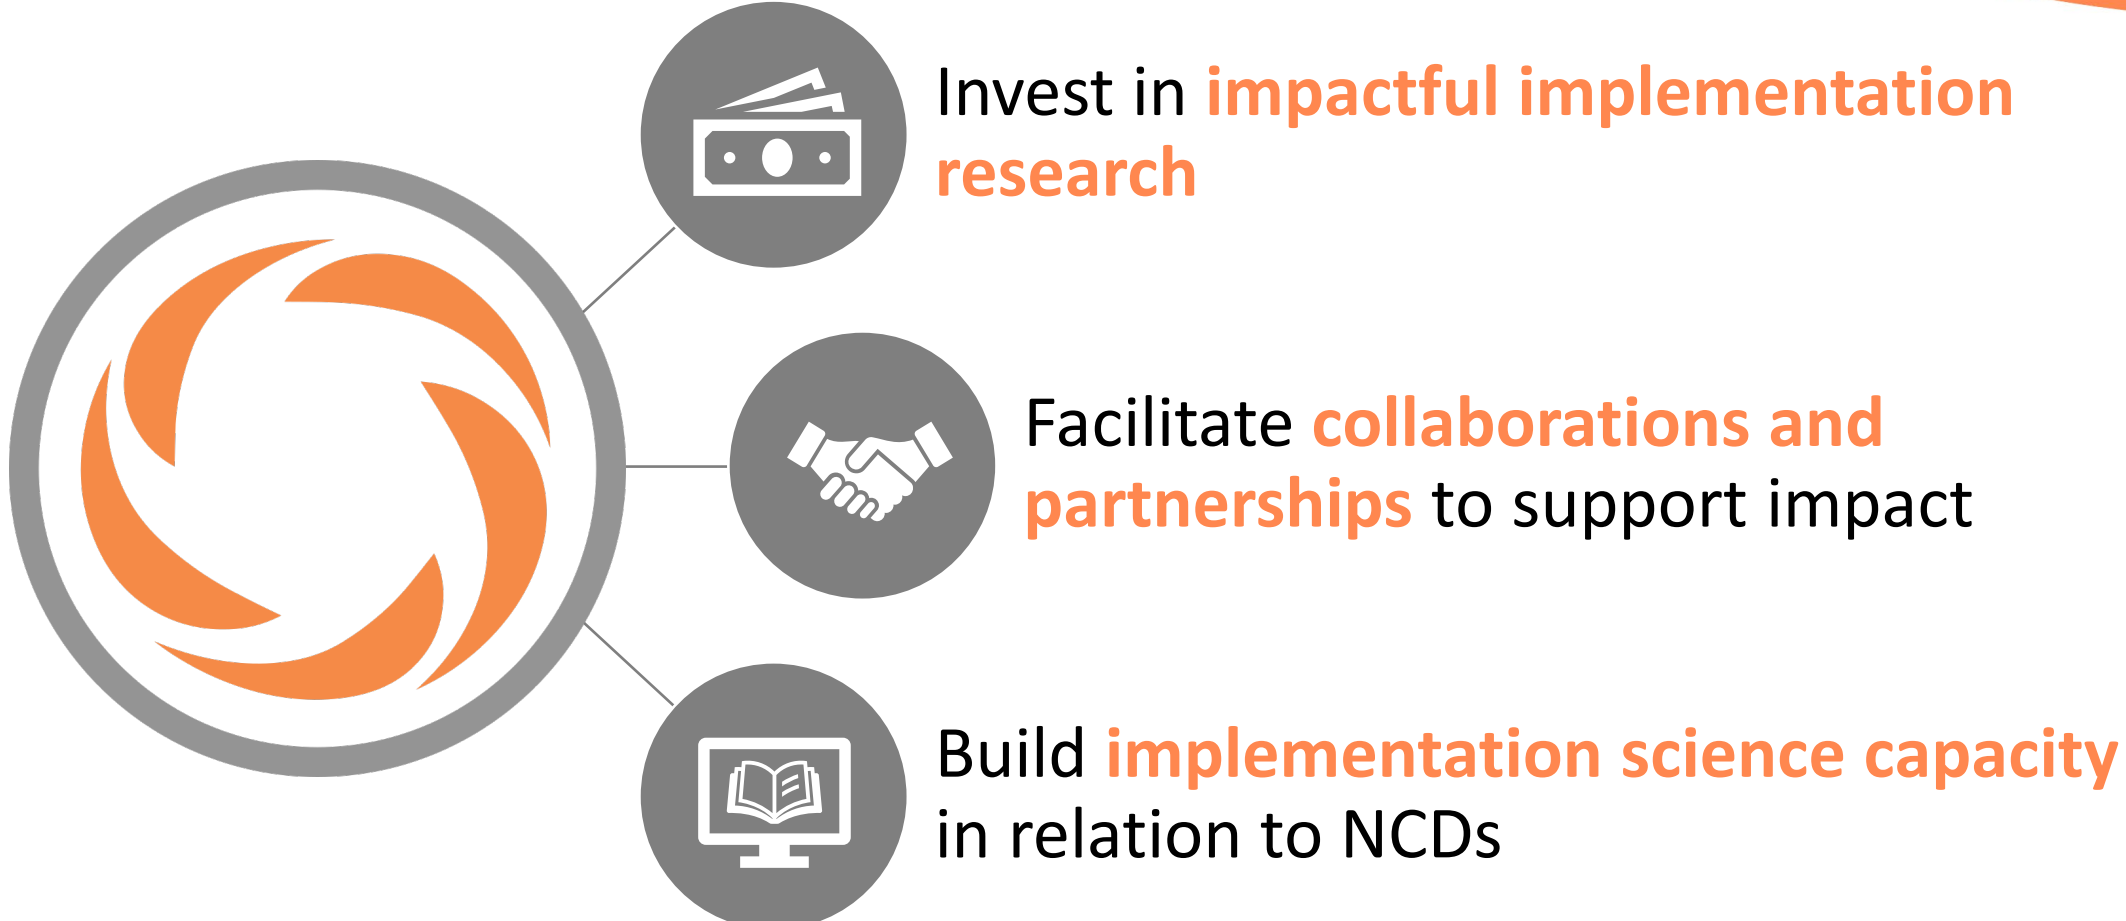 Invest in impactful implementation
research
Facilitate collaborations and
partnerships to support impact
Build implementation science capacity
in relation to NCDs